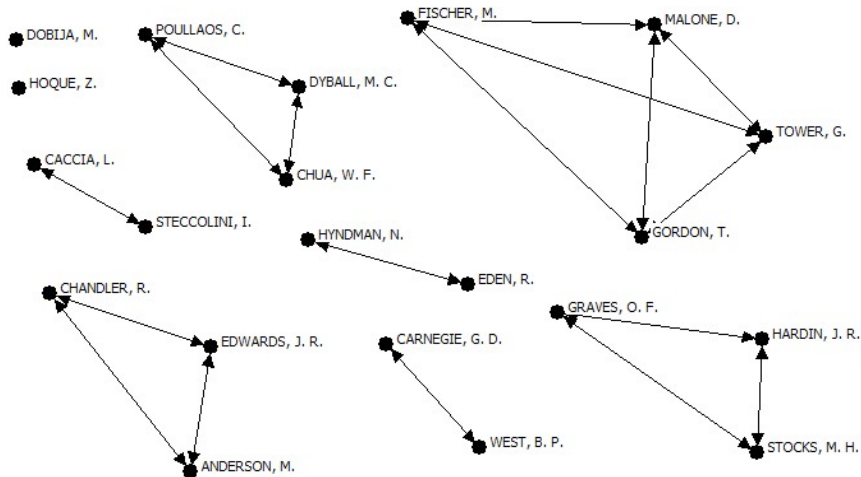 FISCHER, M.
MALONE, D.
DOBIJA, M.
POULLAOS, C.
HOQUE, Z.
DYBALL, M. C.
TOWER, G.
CACCIA, L.
CHUA, W. F.
STECCOLINI, I.
HYNDMAN, N.
GORDON, T.
EDEN, R.
CHANDLER, R.
GRAVES, O. F.
EDWARDS, J. R.
CARNEGIE, G. D.
HARDIN, J. R.
WEST, B. P.
STOCKS, M. H.
ANDERSON, M.